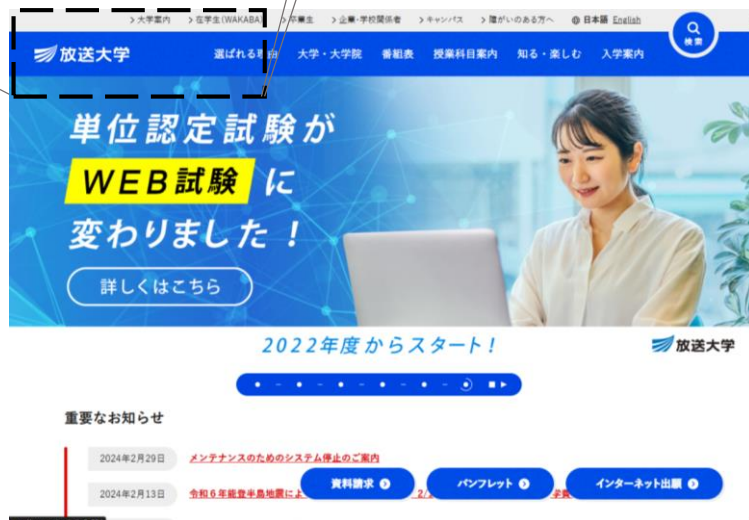 >大学案内 >在学生(WAKABA) >卒業生 >企業・学校関係者 >キャンパス >障がいのある方へ 日本語 English
検索
放送大学 選ばれる理由 大学・大学院 番組表 授業科目案内 知る・楽しむ 入学案内
単位認定試験が
WEB試験に
変わりました！
詳しくはこちら
2022年度からスタート！
放送大学
重要なお知らせ
2024年2月29日 メンテナンスのためのシステム停止のご案内
資料請求 パンフレット インターネット出願
2024年2月13日 令和6年能登半島地震によ 2/ 学費